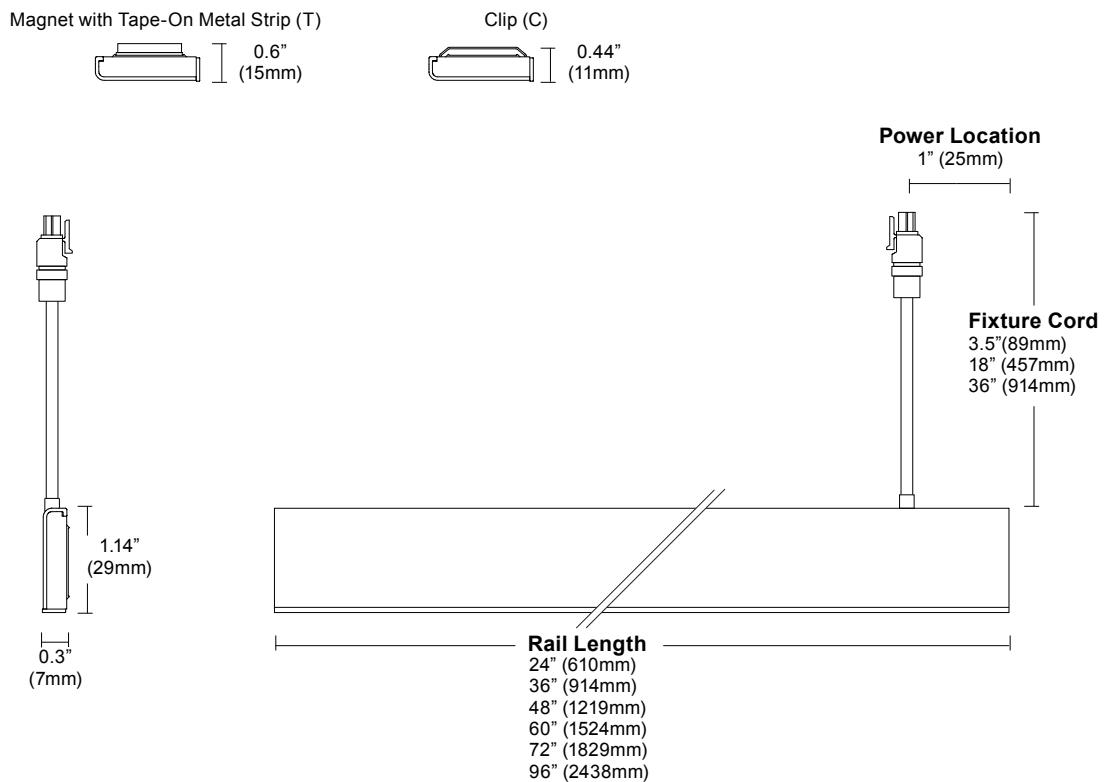 Magnet with Tape-On Metal Strip (T)
0.6”
(15mm)
Clip (C)
0.44”
(11mm)
Power Location
1” (25mm)
Fixture Cord
3.5”(89mm)
18” (457mm)
36” (914mm)
1.14”
(29mm)
0.3”
(7mm)
Rail Length
24” (610mm)
36” (914mm)
48” (1219mm)
60” (1524mm)
72” (1829mm)
96” (2438mm)